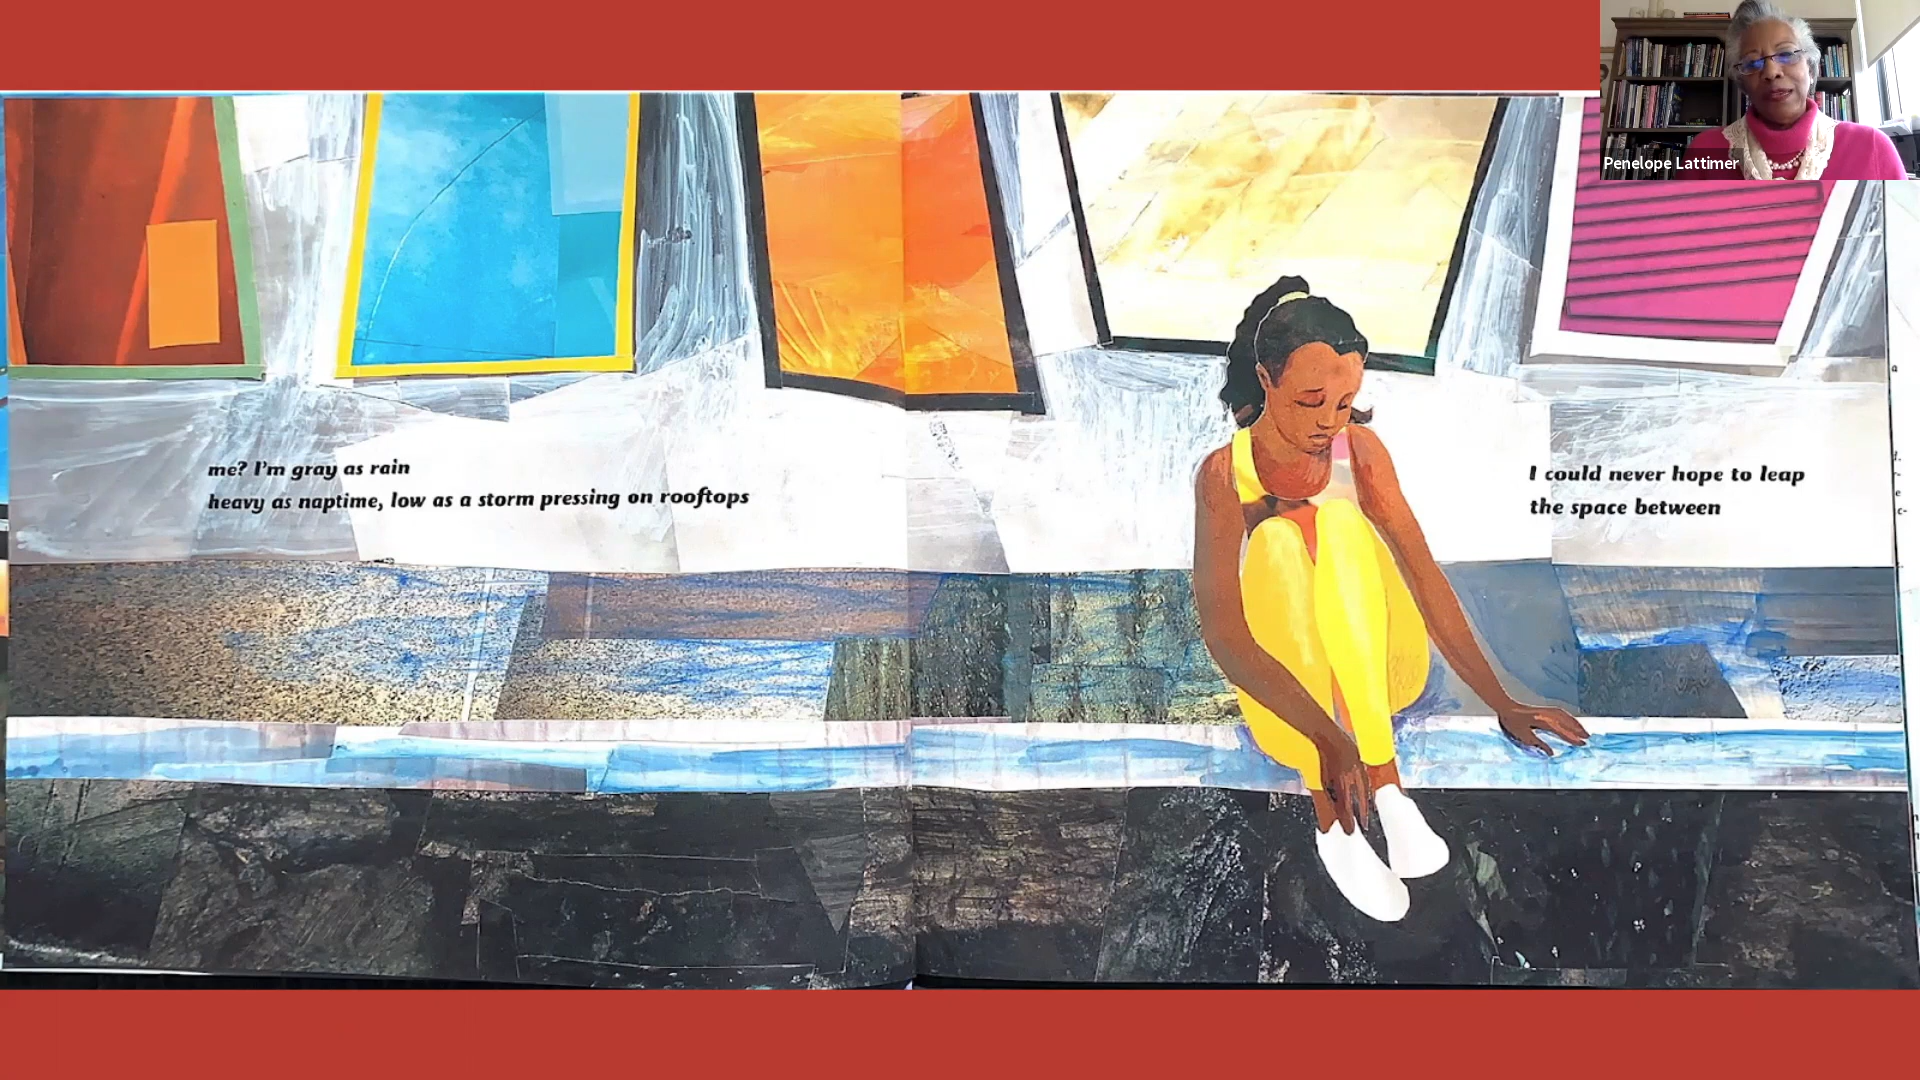 Penelope Lattimer
me? I'm gray as rain
heavy as naptime, low as a storm pressing on rooftops
I could never hope to leap
the space between